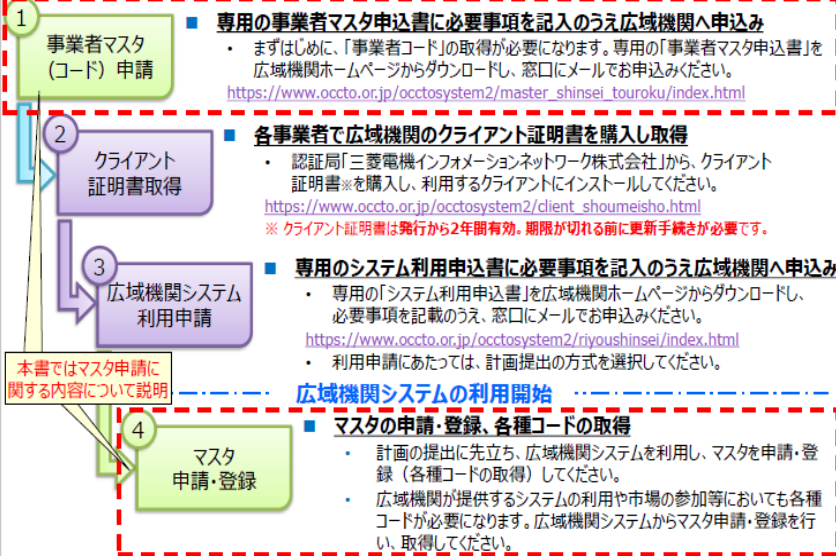 1
事業者マスタ
(コード)申請
■ 専用の事業者マスタ申込書に必要事項を記入のうえ広域機関へ申込み
・ まずはじめに、「事業者コード」の取得が必要になります。専用の「事業者マスタ申込書」を
広域機関ホームページからダウンロードし、窓口にメールでお申込みください。
https://www.occto.or.jp/occtosystem2/master_shinsei_touroku/index.html
2
クライアント
証明書取得
■ 各事業者で広域機関のクライアント証明書を購入し取得
・ 認証局「三菱電機インフォメーションネットワーク株式会社」から、クライアント
証明書※を購入し、利用するクライアントにインストールしてください。
https://www.occto.or.jp/occtosystem2/client_shoumeisho.html
※ クライアント証明書は発行から2年間有効。期限が切れる前に更新手続きが必要です。
3
広域機関システム
利用申請
■ 専用のシステム利用申込書に必要事項を記入のうえ広域機関へ申込み
・ 専用の「システム利用申込書」を広域機関ホームページからダウンロードし、
必要事項を記載のうえ、窓口にメールでお申込みください。
https://www.occto.or.jp/occtosystem2/riyoushinsei/index.html
・ 利用申請にあたっては、計画提出の方式を選択してください。
本書ではマスタ申請に
関する内容について説明
広域機関システムの利用開始
4
マスタ
申請・登録
■ マスタの申請・登録、各種コードの取得
・ 計画の提出に先立ち、広域機関システムを利用し、マスタを申請・登
録(各種コードの取得)してください。
・ 広域機関が提供するシステムの利用や市場の参加等においても各種
コードが必要になります。広域機関システムからマスタ申請・登録を行
い、取得してください。